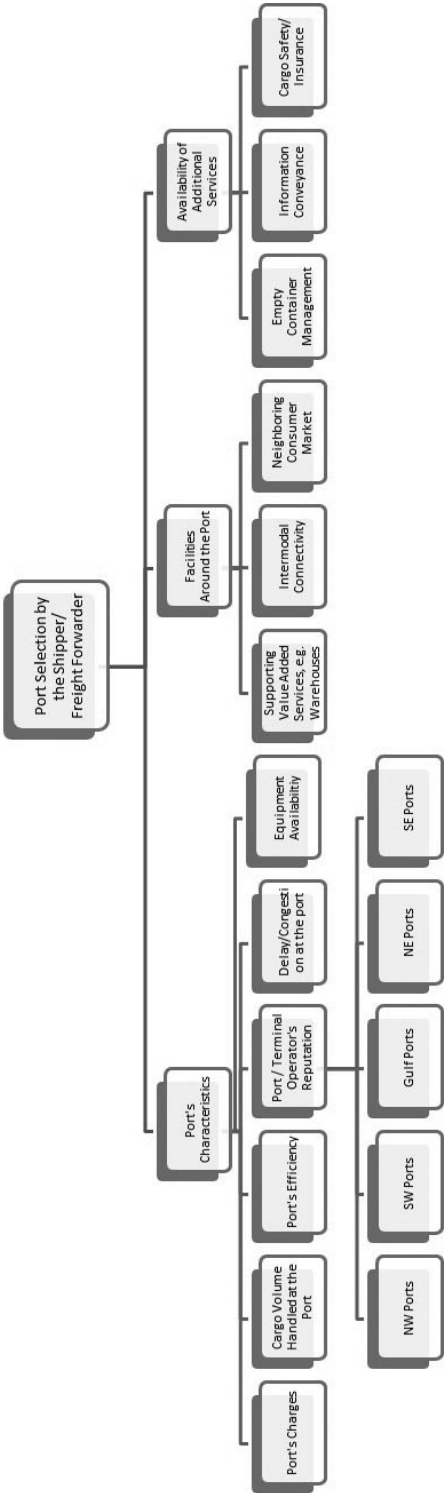 Port Selection by
the Shipper/
Freight Forwarder
Port's
Characteristics
Facilities
Around the Port
Availability of
Additional
Services
Port's Charges
Cargo Volume
Handled at the
Port
Port's Efficiency
Port / Terminal
Operator's
Reputation
Delay/Congesti
on at the port
Equipment
Availabiltiy
Supporting
Value Added
Services, e.g.
Warehouses
Intermodal
Connectivity
Neighboring
Consumer
Market
Empty
Container
Management
Information
Conveyance
Cargo Safety/
Insurance
NW Ports
SW Ports
Gulf Ports
NE Ports
SE Ports